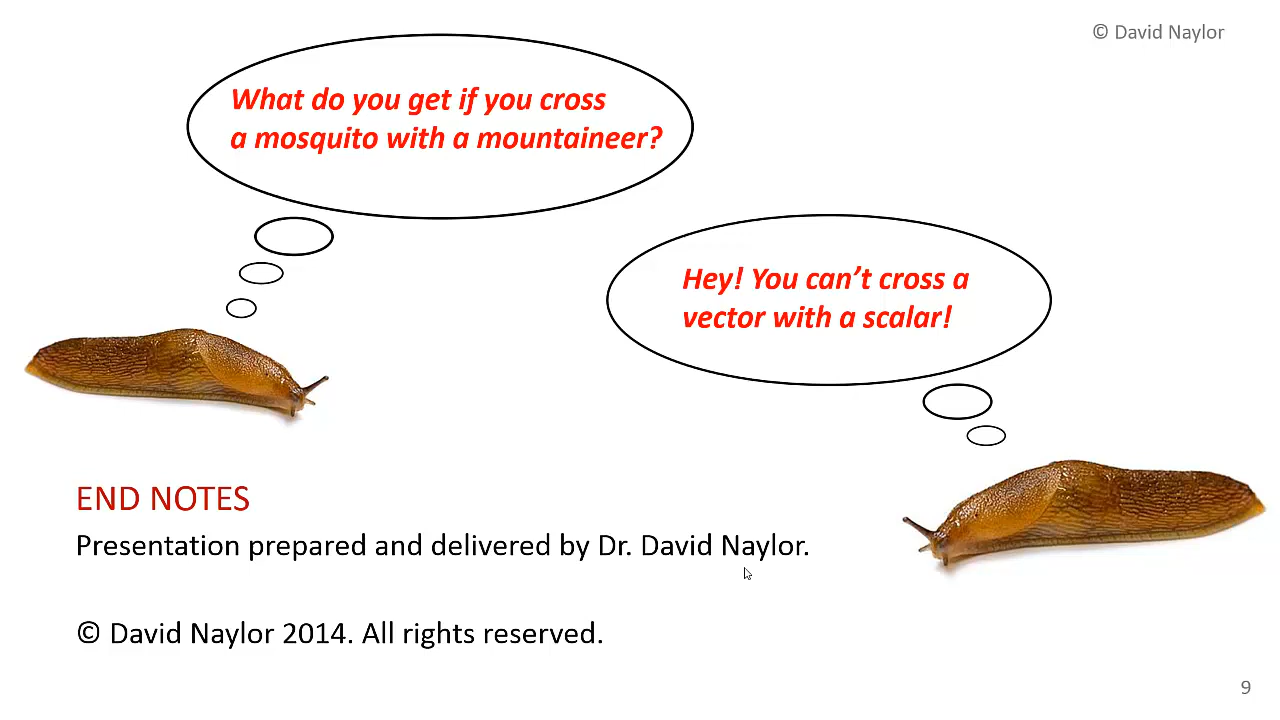 © David Naylor
What do you get if you cross
a mosquito with a mountaineer?
Hey! You can’t cross a
vector with a scalar!
END NOTES
Presentation prepared and delivered by Dr. David Naylor.
© David Naylor 2014. All rights reserved.
9